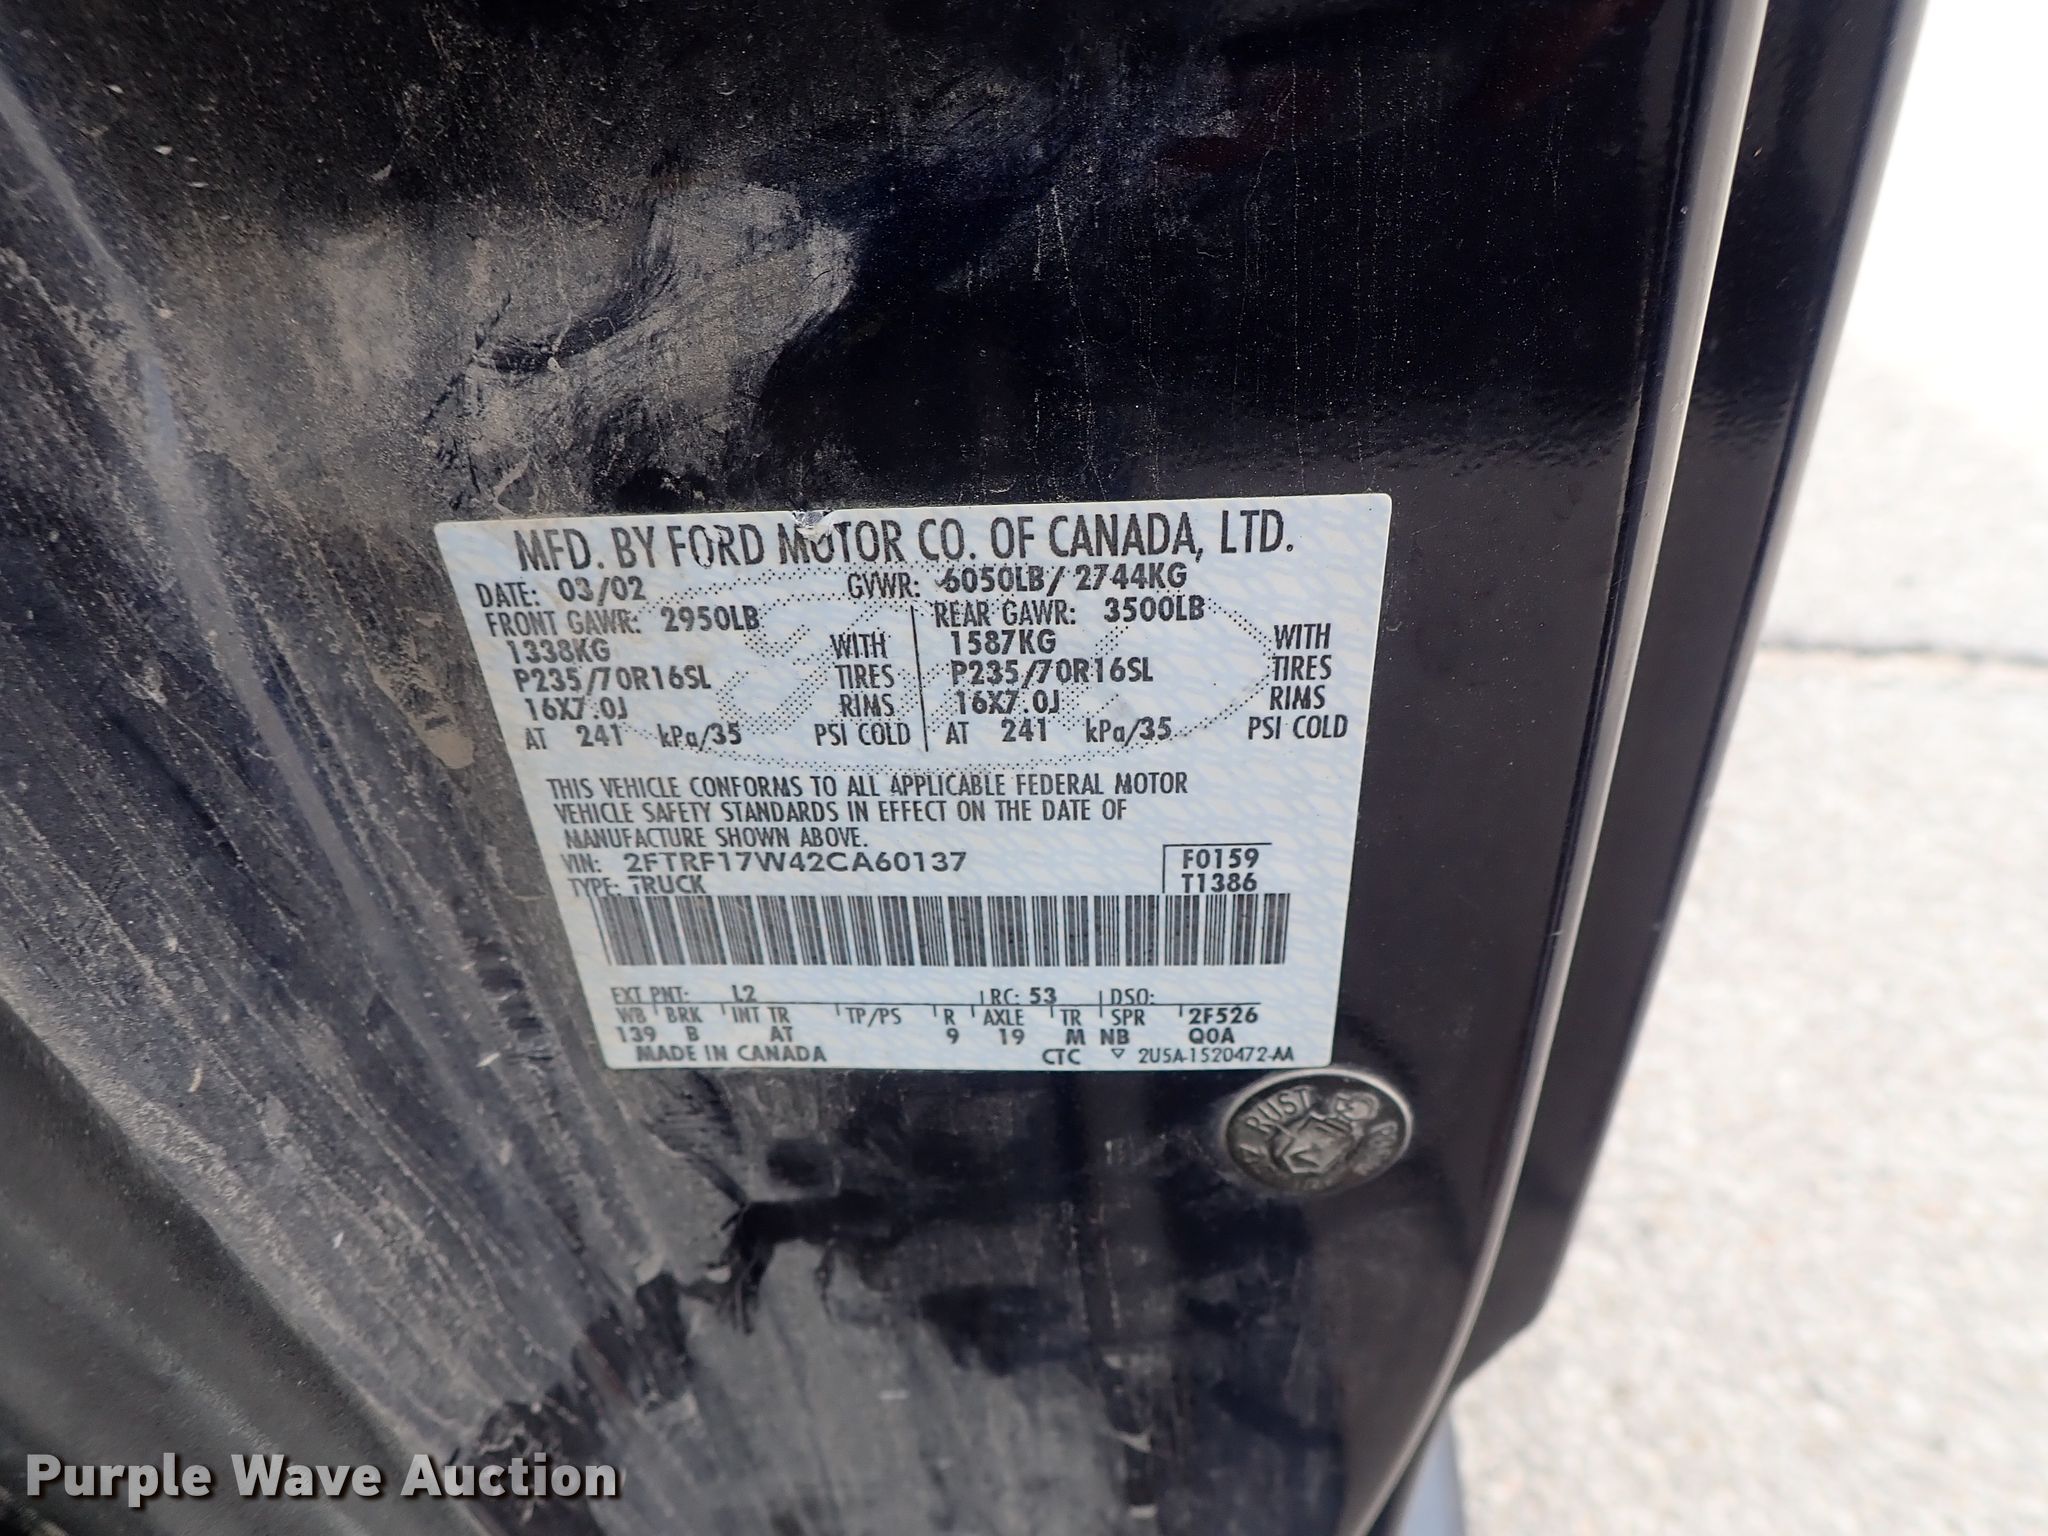 MFD. BY FORD MOTOR CO. OF CANADA, LTD.
DATE: 03/02 GVWR: 6050LB/ 2744KG
FRONT GAWR: 2950LB REAR GAWR: 3500LB
1338KG WITH 1587KG WITH
P235/70R16SL TIRES P235/70R16SL TIRES
16X7.0J RIMS 16X7.0J RIMS
AT 241 kPa/35 PSI COLD AT 241 kPa/35 PSI COLD
THIS VEHICLE CONFORMS TO ALL APPLICABLE FEDERAL MOTOR
VEHICLE SAFETY STANDARDS IN EFFECT ON THE DATE OF
MANUFACTURE SHOWN ABOVE.
VIN: 2FTRF17W42CA60137 F0159
TYPE: TRUCK T1386
EXT PNT: L2 RC: 53 DSO:
WB BRK INT TR TP/PS R AXLE TR SPR 2F526
139 B AT 9 19 M NB Q0A
MADE IN CANADA CTC 2U5A-1520472-AA
RUST
Purple Wave Auction